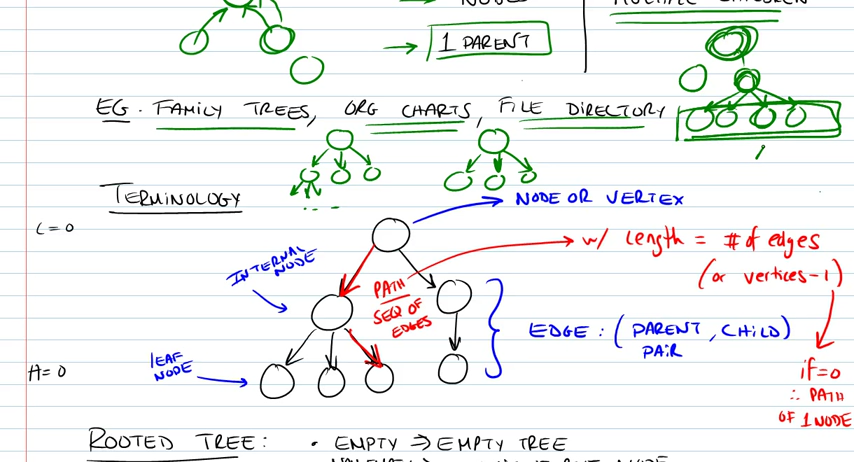 1 PARENT
EG. FAMILY TREES, ORG CHARTS, FILE DIRECTORY
TERMINOLOGY
NODE OR VERTEX
L=0
w/ length = # of edges
(or vertices-1)
INTERNAL
NODE
PATH
SEQ OF
EDGES
EDGE : (PARENT, CHILD)
PAIR
LEAF
NODE
H=0
if=0
∴ PATH
OF 1 NODE
ROOTED TREE: • EMPTY ⇒ EMPTY TREE